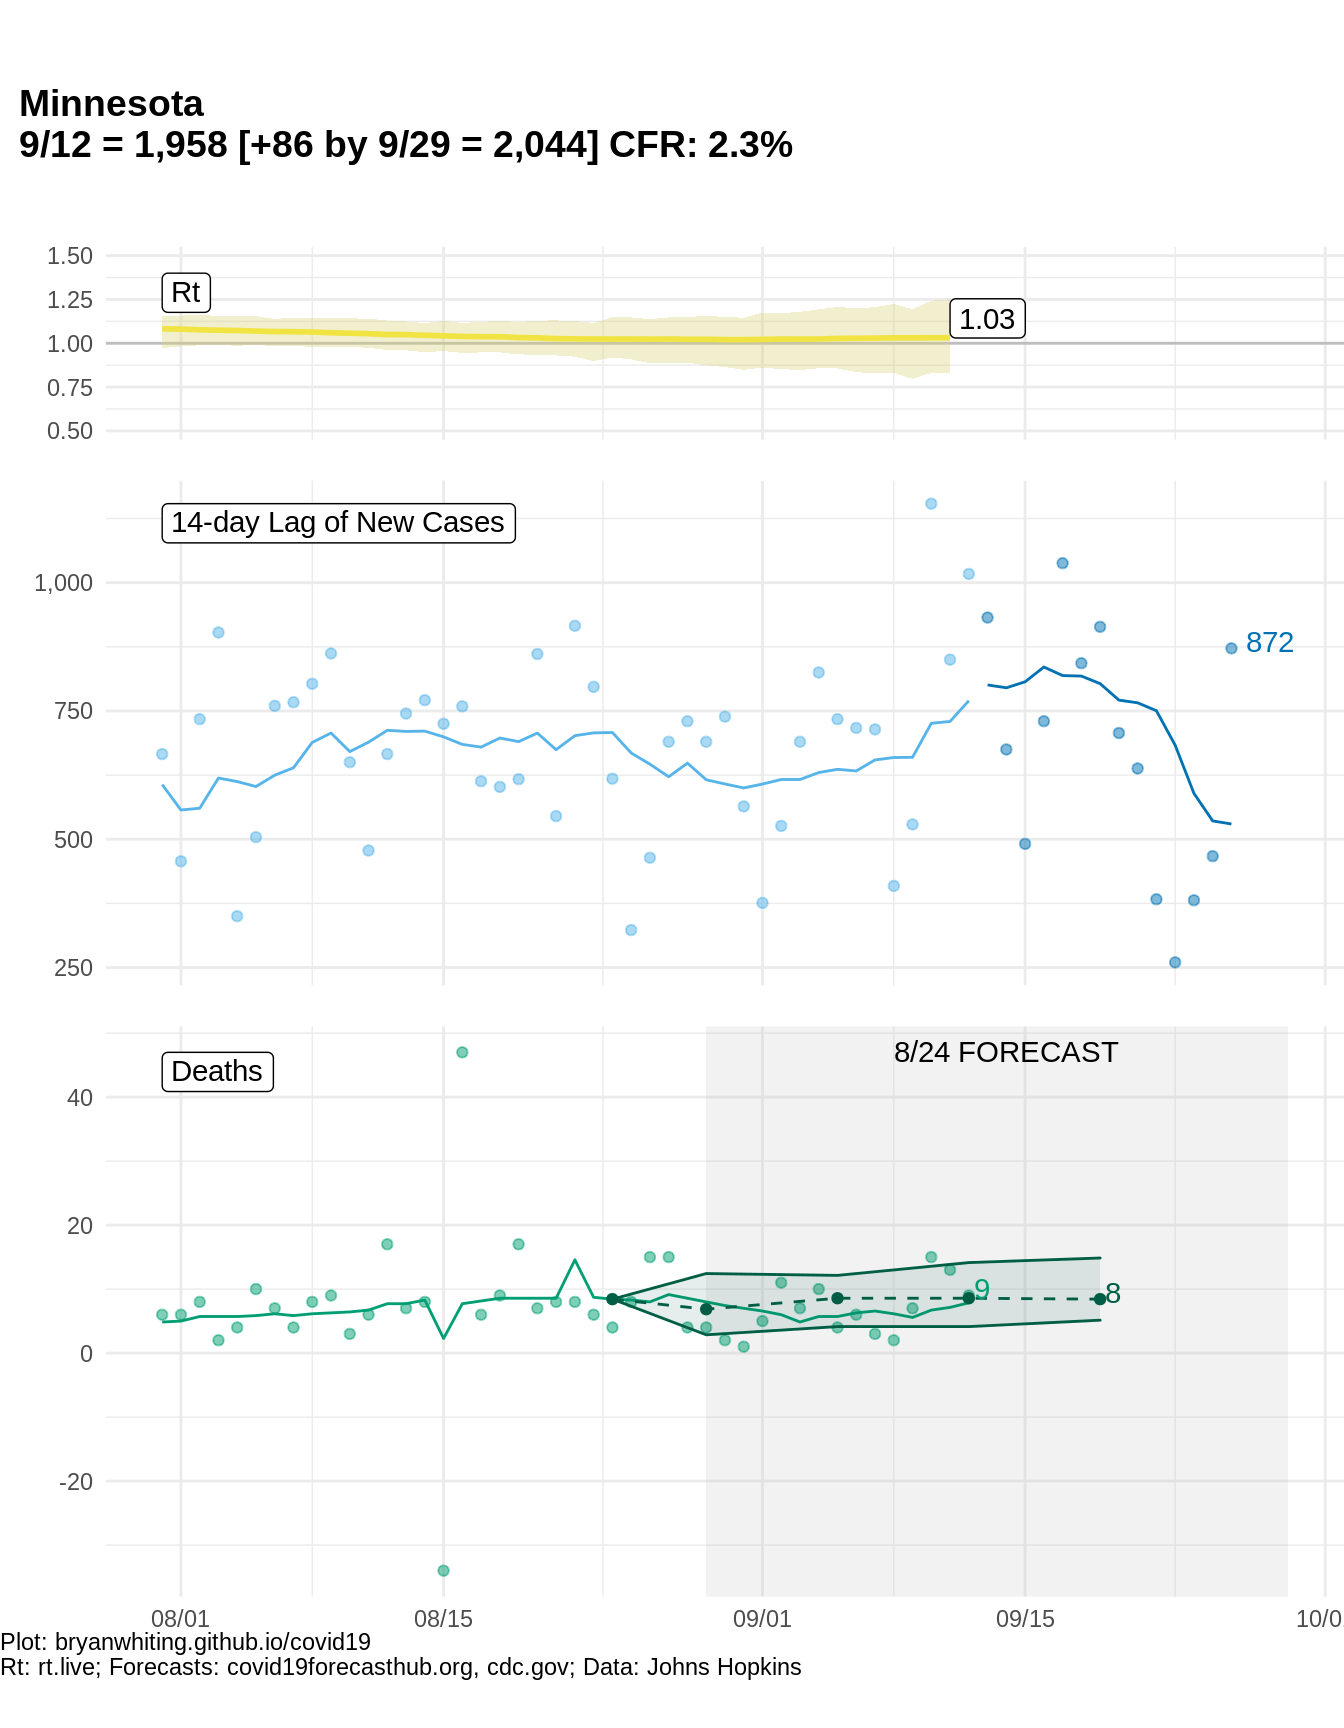 Minnesota
9/12 = 1,958 [+86 by 9/29 = 2,044] CFR: 2.3%
1.50
Rt
1.25
1.03
1.00
0.75
0.50
14-day Lag of New Cases
1,000
872
750
500
250
8/24 FORECAST
Deaths
40
20
9
8
0
-20
08/01
08/15
09/01
09/15
10/0
Plot: bryanwhiting.github.io/covid19
Rt: rt.live; Forecasts: covid19forecasthub.org, cdc.gov; Data: Johns Hopkins